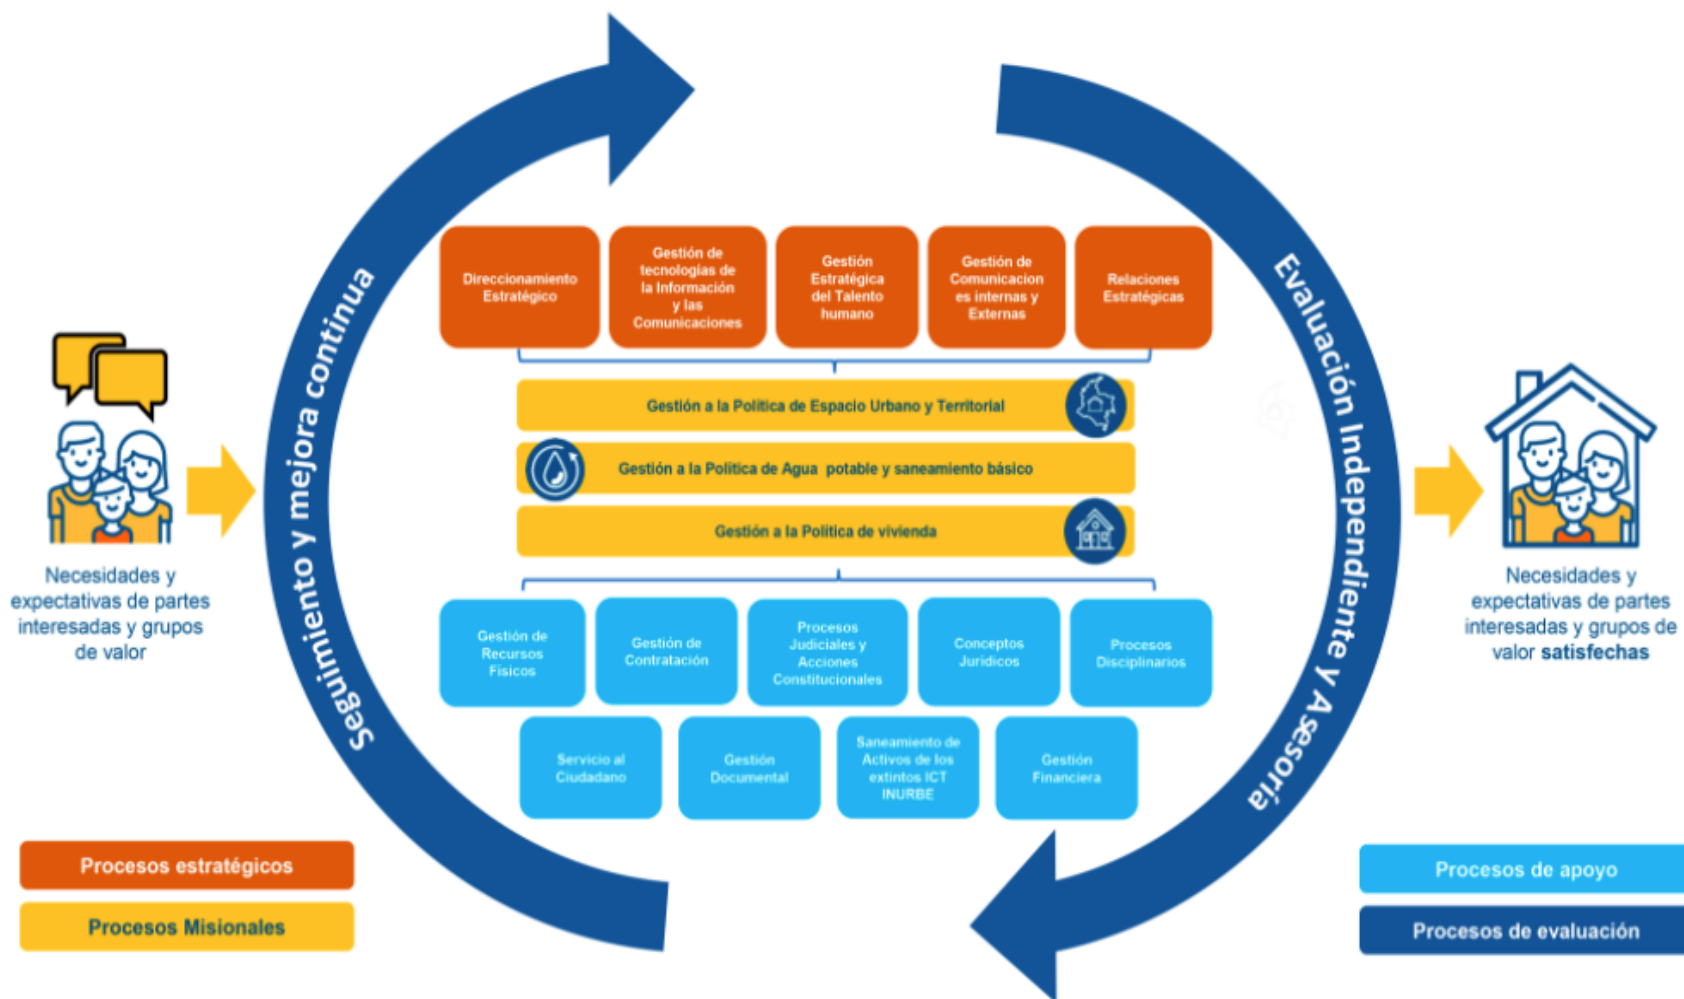 Seguimiento y mejora continua
Evaluación Independiente y Asesoría
Direccionamiento
Estratégico
Gestión de
tecnologías de
la Información
y las
Comunicaciones
Gestión
Estratégica
del Talento
humano
Gestión de
Comunicacion
es internas y
Externas
Relaciones
Estratégicas
Gestión a la Política de Espacio Urbano y Territorial
Gestión a la Política de Agua potable y saneamiento básico
Gestión a la Política de vivienda
Necesidades y
expectativas de partes
interesadas y grupos
de valor
Necesidades y
expectativas de partes
interesadas y grupos de
valor satisfechas
Gestión de
Recursos
Físicos
Gestión de
Contratación
Procesos
Judiciales y
Acciones
Constitucionales
Conceptos
Jurídicos
Procesos
Disciplinarios
Servicio al
Ciudadano
Gestión
Documental
Saneamiento de
Activos de los
extintos ICT
INURBE
Gestión
Financiera
Procesos estratégicos
Procesos Misionales
Procesos de apoyo
Procesos de evaluación